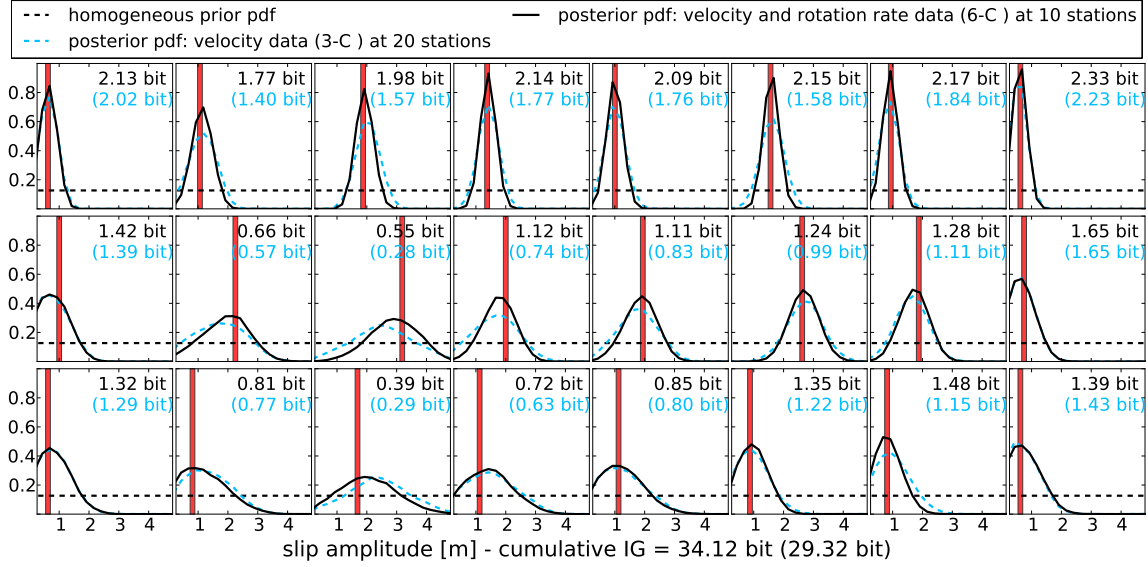 homogeneous prior pdf
posterior pdf: velocity data (3-C ) at 20 stations
posterior pdf: velocity and rotation rate data (6-C ) at 10 stations
0.8 0.6 0.4 0.2
2.13 bit (2.02 bit)
1.77 bit (1.40 bit)
1.98 bit (1.57 bit)
2.14 bit (1.77 bit)
2.09 bit (1.76 bit)
2.15 bit (1.58 bit)
2.17 bit (1.84 bit)
2.33 bit (2.23 bit)
0.8 0.6 0.4 0.2
1.42 bit (1.39 bit)
0.66 bit (0.57 bit)
0.55 bit (0.28 bit)
1.12 bit (0.74 bit)
1.11 bit (0.83 bit)
1.24 bit (0.99 bit)
1.28 bit (1.11 bit)
1.65 bit (1.65 bit)
0.8 0.6 0.4 0.2
1.32 bit (1.29 bit)
0.81 bit (0.77 bit)
0.39 bit (0.29 bit)
0.72 bit (0.63 bit)
0.85 bit (0.80 bit)
1.35 bit (1.22 bit)
1.48 bit (1.15 bit)
1.39 bit (1.43 bit)
1 2 3 4 1 2 3 4 1 2 3 4 1 2 3 4 1 2 3 4 1 2 3 4 1 2 3 4 1 2 3 4
slip amplitude [m] - cumulative IG = 34.12 bit (29.32 bit)